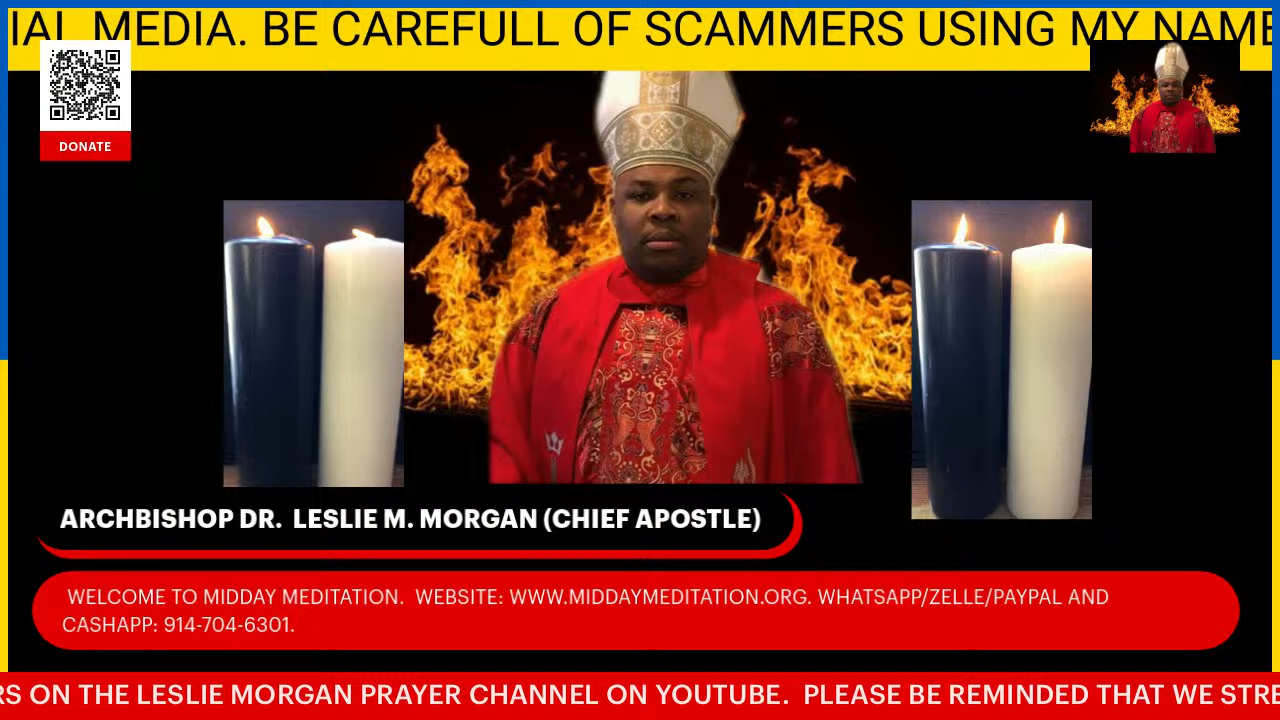 IAL MEDIA. BE CAREFULL OF SCAMMERS USING MY NAME
DONATE
ARCHBISHOP DR. LESLIE M. MORGAN (CHIEF APOSTLE)
WELCOME TO MIDDAY MEDITATION. WEBSITE: WWW.MIDDAYMEDITATION.ORG. WHATSAPP/ZELLE/PAYPAL AND
CASHAPP: 914-704-6301.
RS ON THE LESLIE MORGAN PRAYER CHANNEL ON YOUTUBE. PLEASE BE REMINDED THAT WE STRE